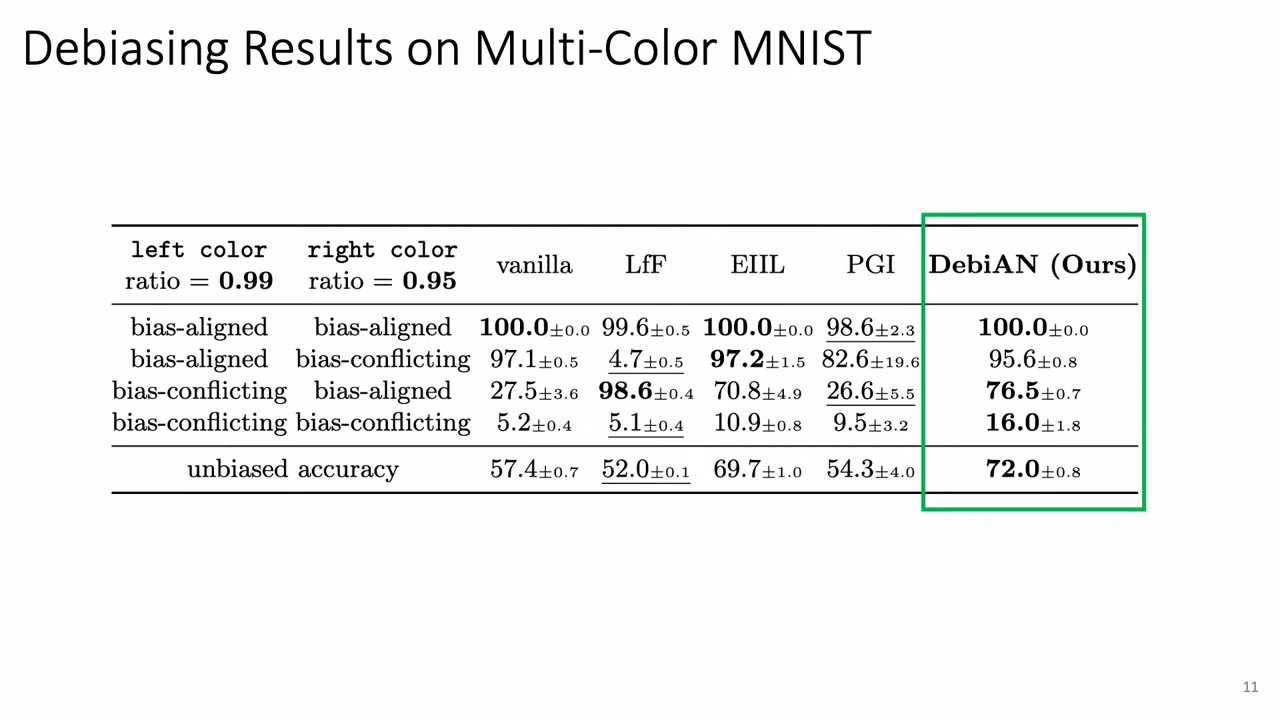 Debiasing Results on Multi-Color MNIST
left color right color vanilla LfF EIIL PGI DebiAN (Ours)
ratio = 0.99 ratio = 0.95
bias-aligned bias-aligned 100.0±0.0 99.6±0.5 100.0±0.0 98.6±2.3 100.0±0.0
bias-aligned bias-conflicting 97.1±0.5 4.7±0.5 97.2±1.5 82.6±19.6 95.6±0.8
bias-conflicting bias-aligned 27.5±3.6 98.6±0.4 70.8±4.9 26.6±5.5 76.5±0.7
bias-conflicting bias-conflicting 5.2±0.4 5.1±0.4 10.9±0.8 9.5±3.2 16.0±1.8
unbiased accuracy 57.4±0.7 52.0±0.1 69.7±1.0 54.3±4.0 72.0±0.8
11